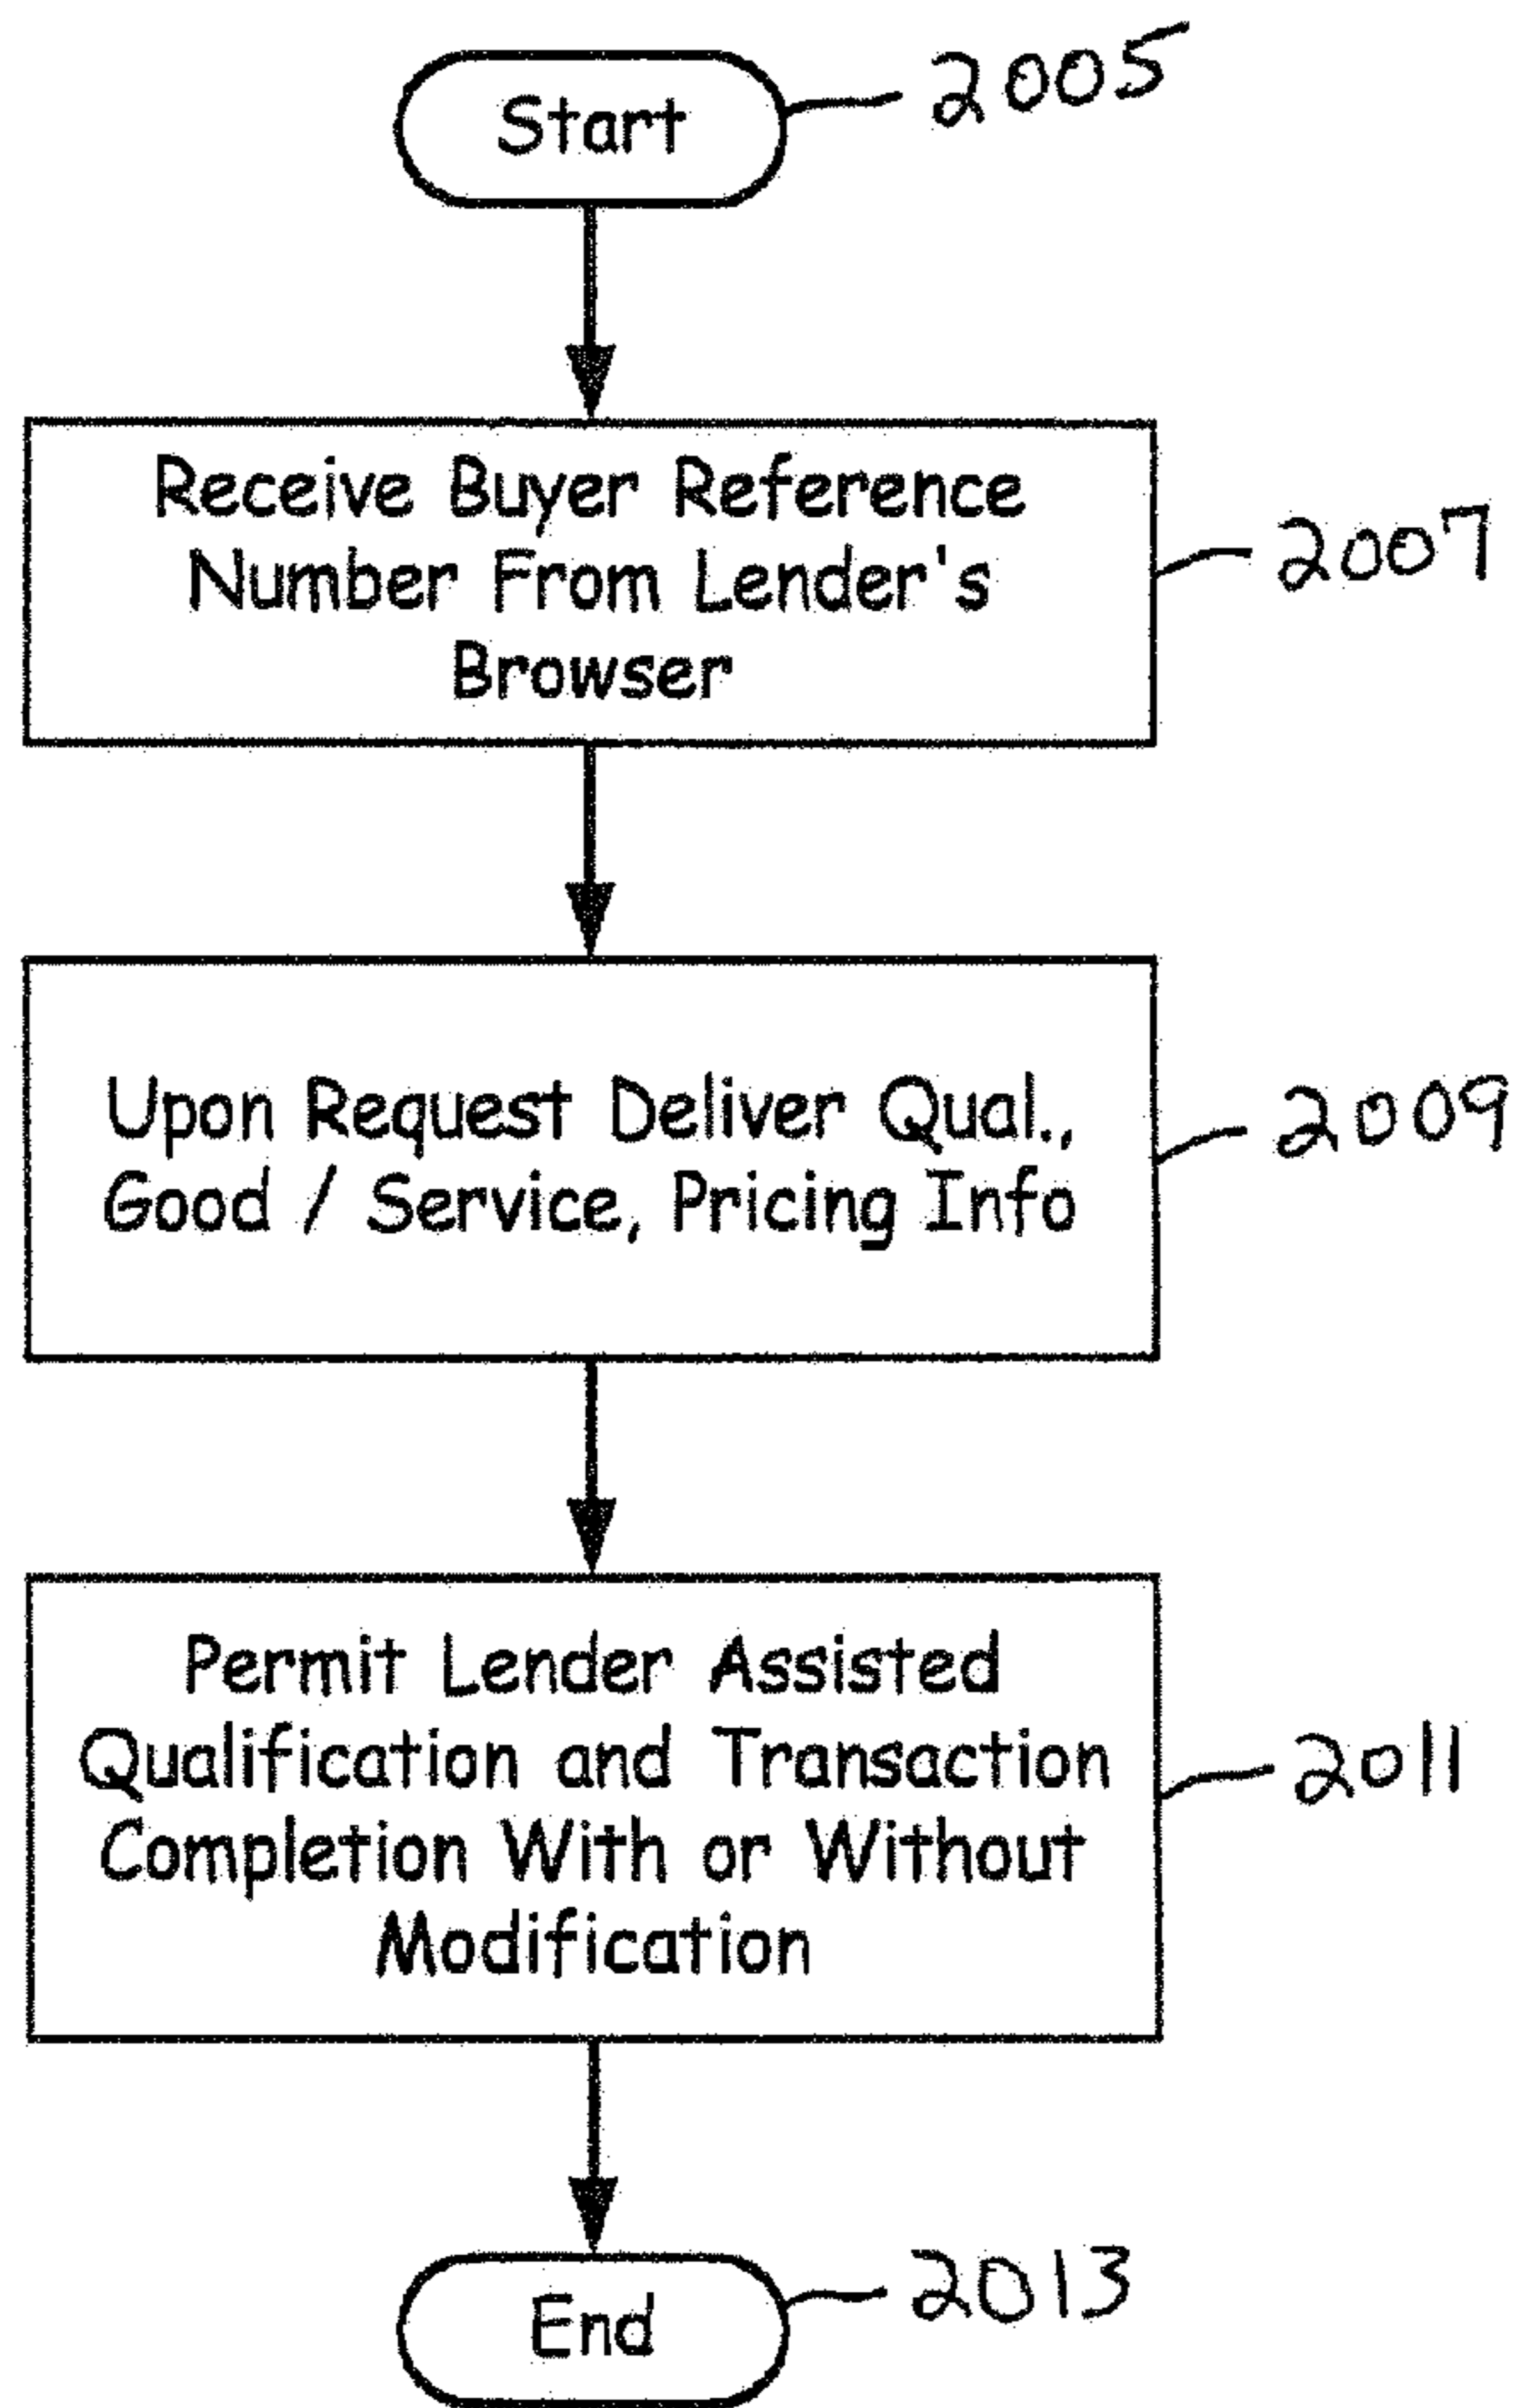 Start
2005
Receive Buyer Reference
Number From Lender's
Browser
2007
Upon Request Deliver Qual.,
Good / Service, Pricing Info
2009
Permit Lender Assisted
Qualification and Transaction
Completion With or Without
Modification
2011
End
2013